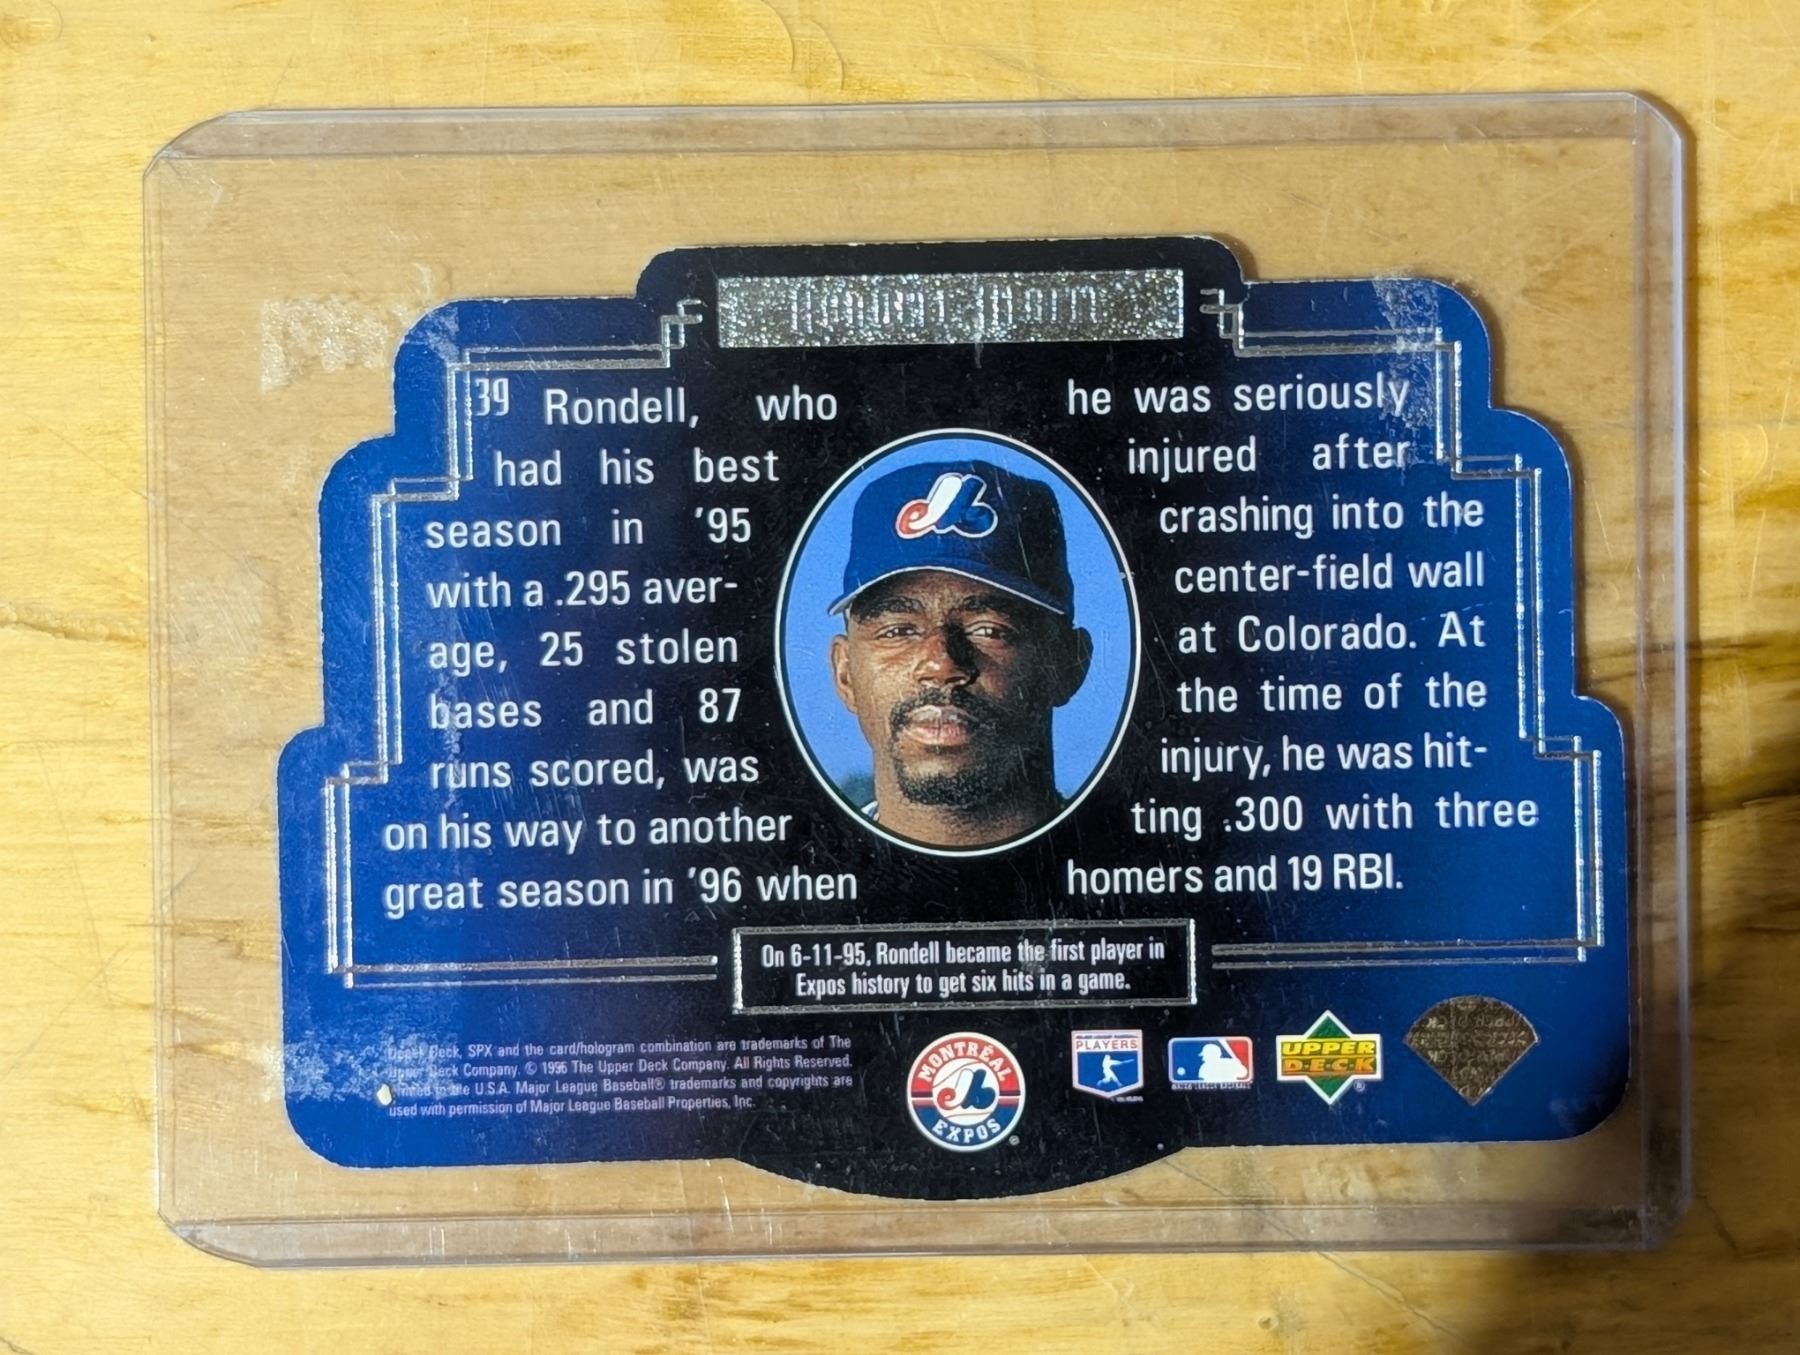 Rondell White
39 Rondell, who
had his best
season in '95
with a .295 aver-
age, 25 stolen
bases and 87
runs scored, was
on his way to another
great season in '96 when
he was seriously
injured after
crashing into the
center-field wall
at Colorado. At
the time of the
injury, he was hit-
ting .300 with three
homers and 19 RBI.
On 6-11-95, Rondell became the first player in
Expos history to get six hits in a game.
Upper Deck, SPX and the card/hologram combination are trademarks of The
Upper Deck Company. © 1996 The Upper Deck Company. All Rights Reserved.
Printed in the U.S.A. Major League Baseball® trademarks and copyrights are
used with permission of Major League Baseball Properties, Inc.
MONTRÉAL
EXPOS
®
PLAYERS
UPPER
D·E·C·K
®